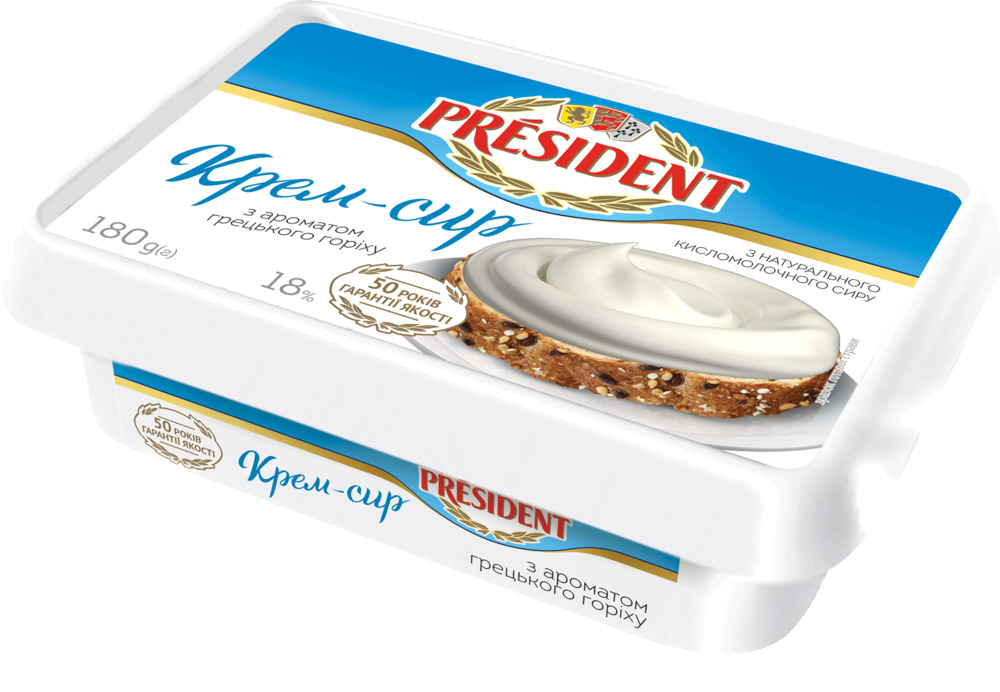 PRÉSIDENT
Крем-сир
з ароматом
грецького горіху
180g(г)
18%
50 РОКІВ
ГАРАНТІЇ ЯКОСТІ
З НАТУРАЛЬНОГО
КИСЛОМОЛОЧНОГО СИРУ
50 РОКІВ
ГАРАНТІЇ ЯКОСТІ
Крем-сир
PRÉSIDENT
з ароматом
грецького горіху